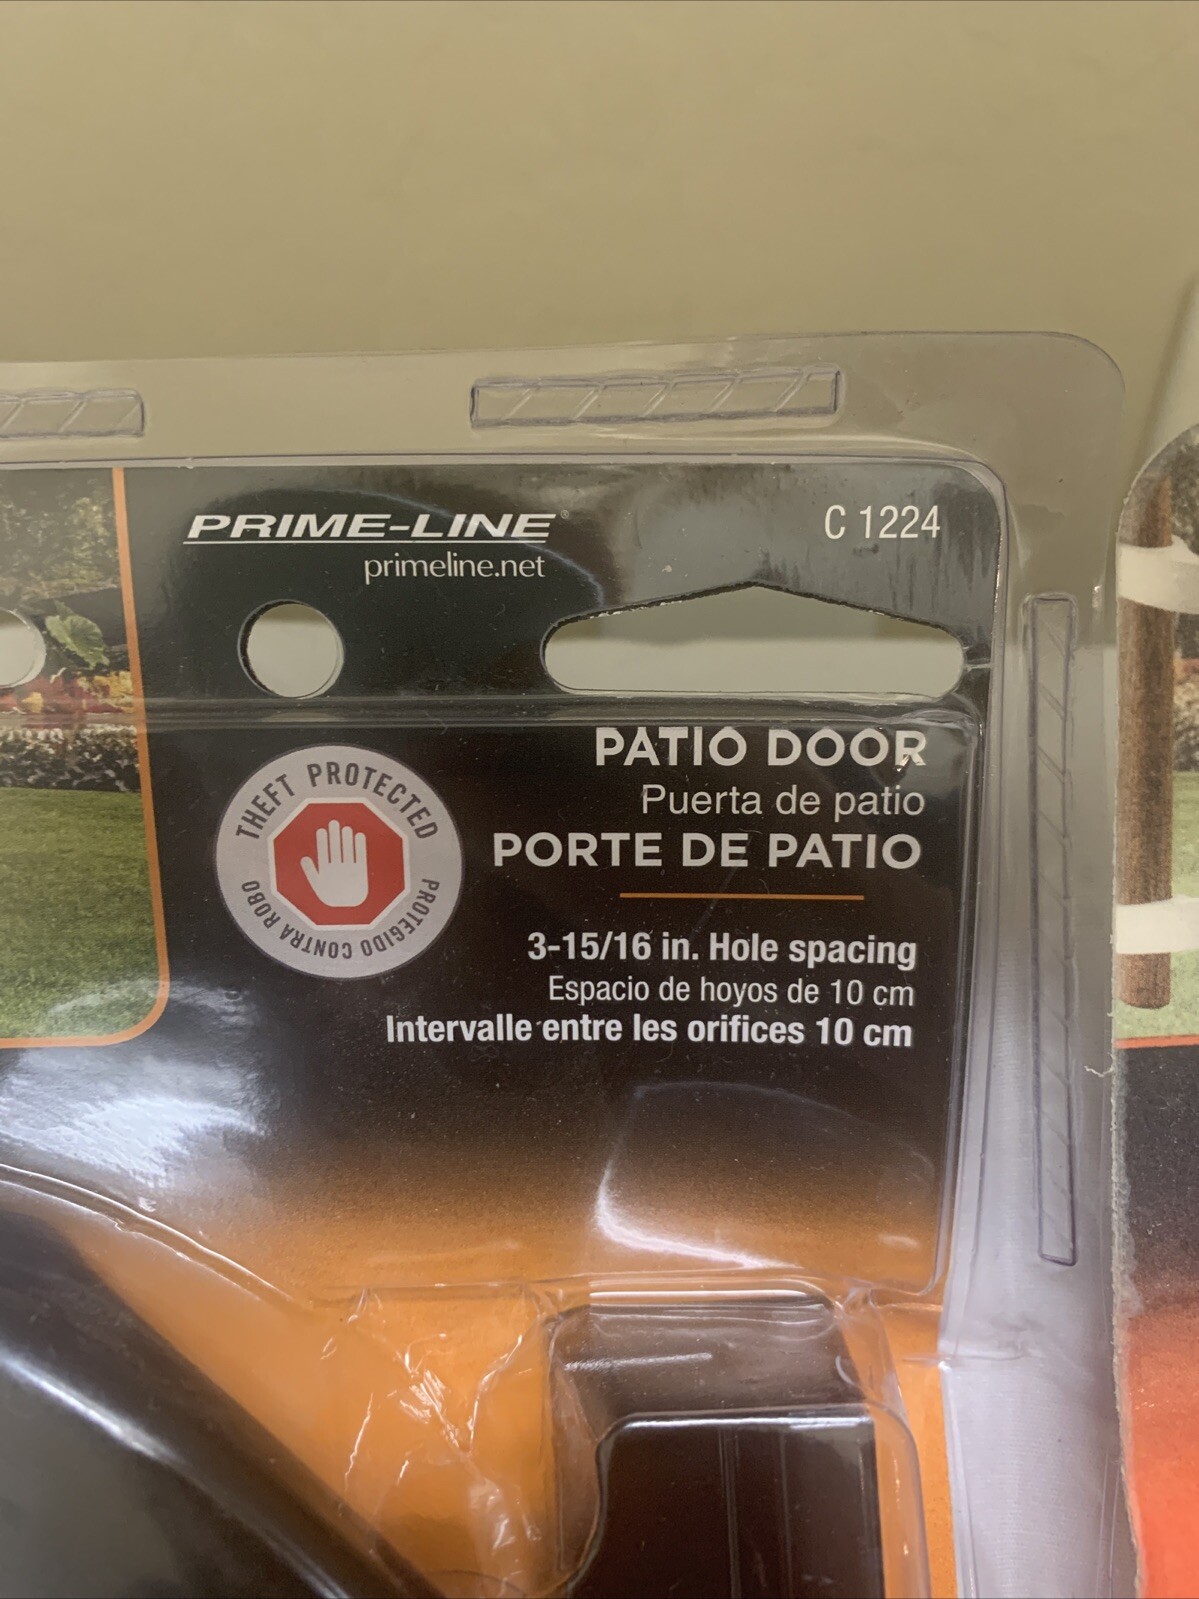 PRIME-LINE®
primeline.net
C 1224
PATIO DOOR
Puerta de patio
PORTE DE PATIO
THEFT PROTECTED
PROTEGIDO CONTRA ROBO
3-15/16 in. Hole spacing
Espacio de hoyos de 10 cm
Intervalle entre les orifices 10 cm